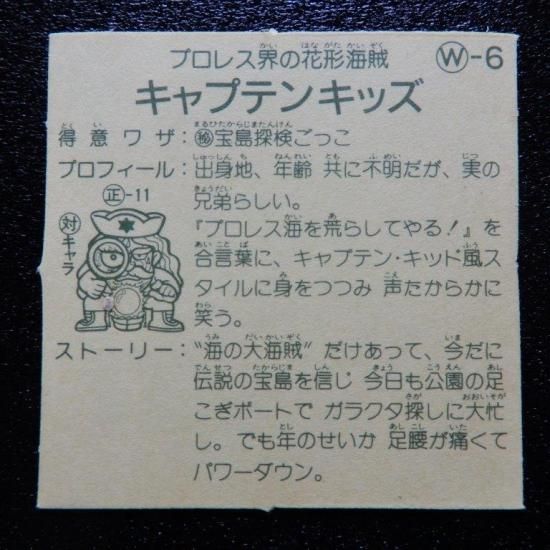 プロレス界の花形海賊 Ⓦ-6
キャプテンキッズ
得意ワザ：㊙宝島探検ごっこ
プロフィール：出身地、年齢 共に不明だが、実の
兄弟らしい。
『プロレス海を荒らしてやる！』を
合言葉に、キャプテン・キッド風ス
タイルに身をつつみ 声たからかに
笑う。
㊣-11
対キャラ
ストーリー：“海の大海賊”だけあって、今だに
伝説の宝島を信じ 今日も公園の足
こぎボートで ガラクタ探しに大忙
し。でも年のせいか 足腰が痛くて
パワーダウン。